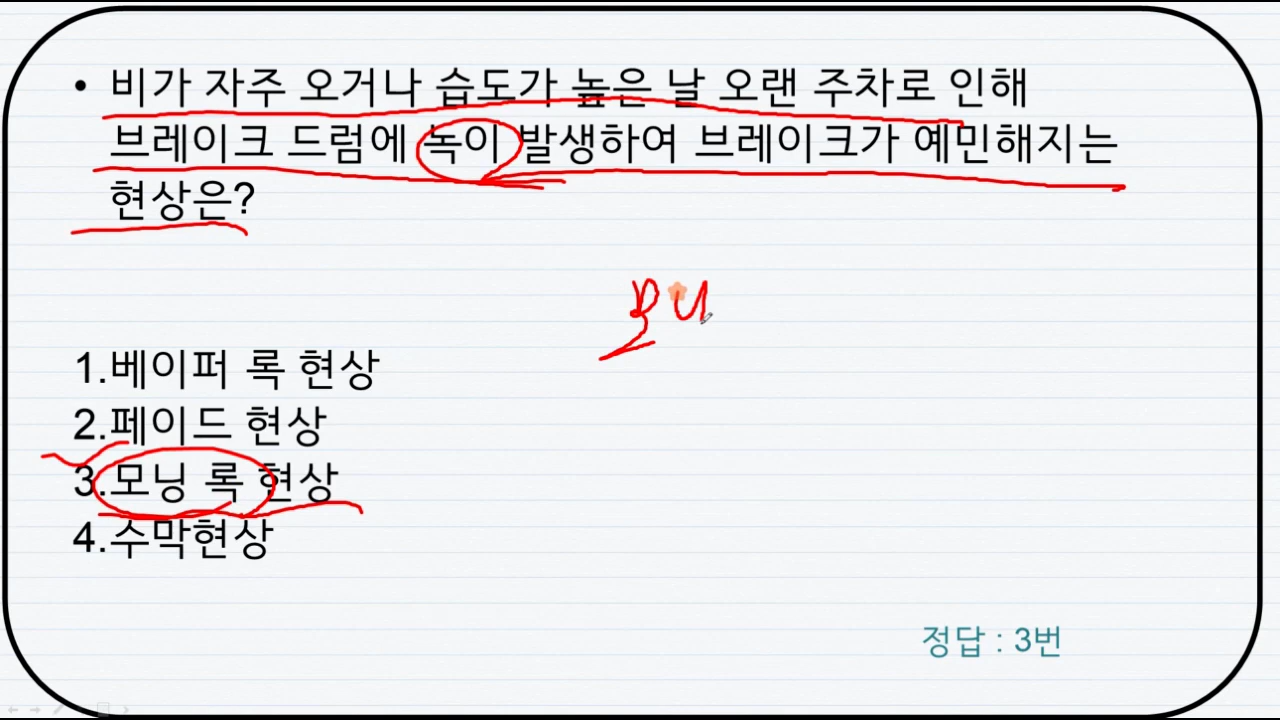 • 비가 자주 오거나 습도가 높은 날 오랜 주차로 인해
브레이크 드럼에 녹이 발생하여 브레이크가 예민해지는
현상은?
1.베이퍼 록 현상
2.페이드 현상
3.모닝 록 현상
4.수막현상
정답 : 3번